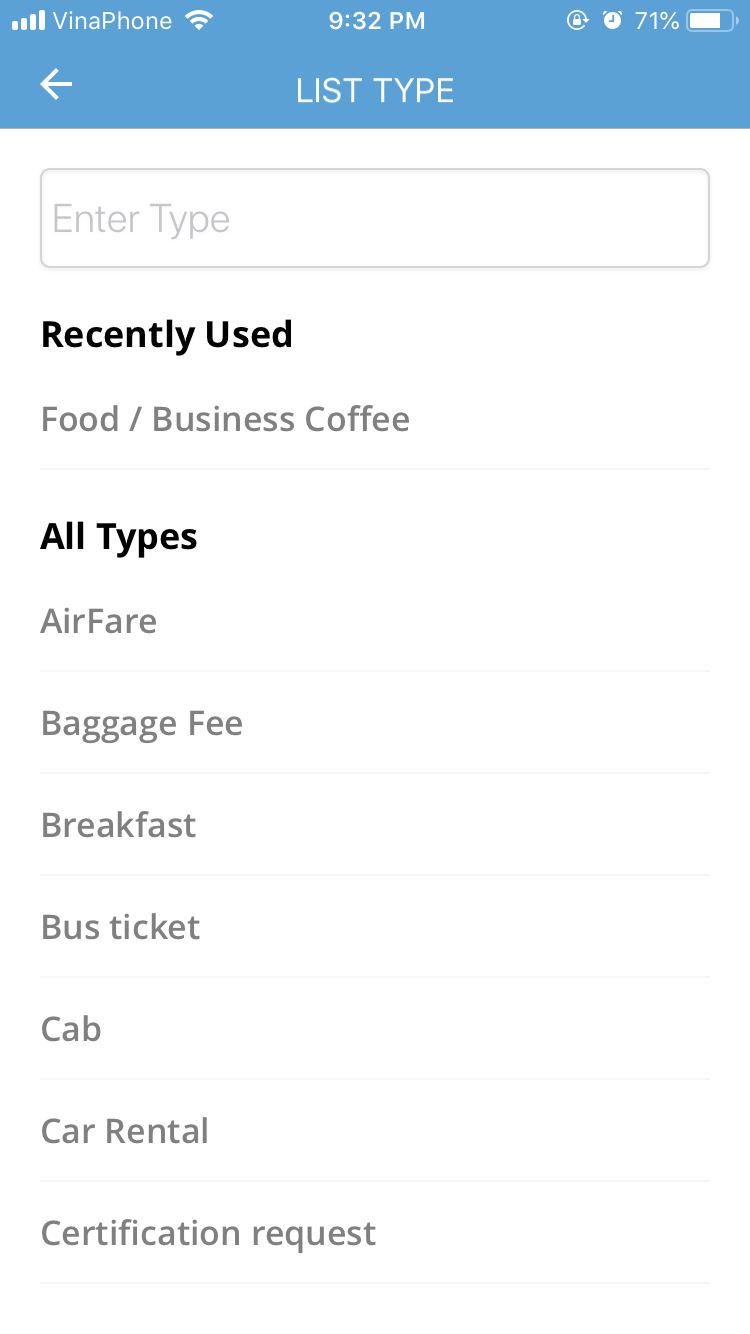 VinaPhone 9:32 PM 71%
LIST TYPE
Enter Type
Recently Used
Food / Business Coffee
All Types
AirFare
Baggage Fee
Breakfast
Bus ticket
Cab
Car Rental
Certification request